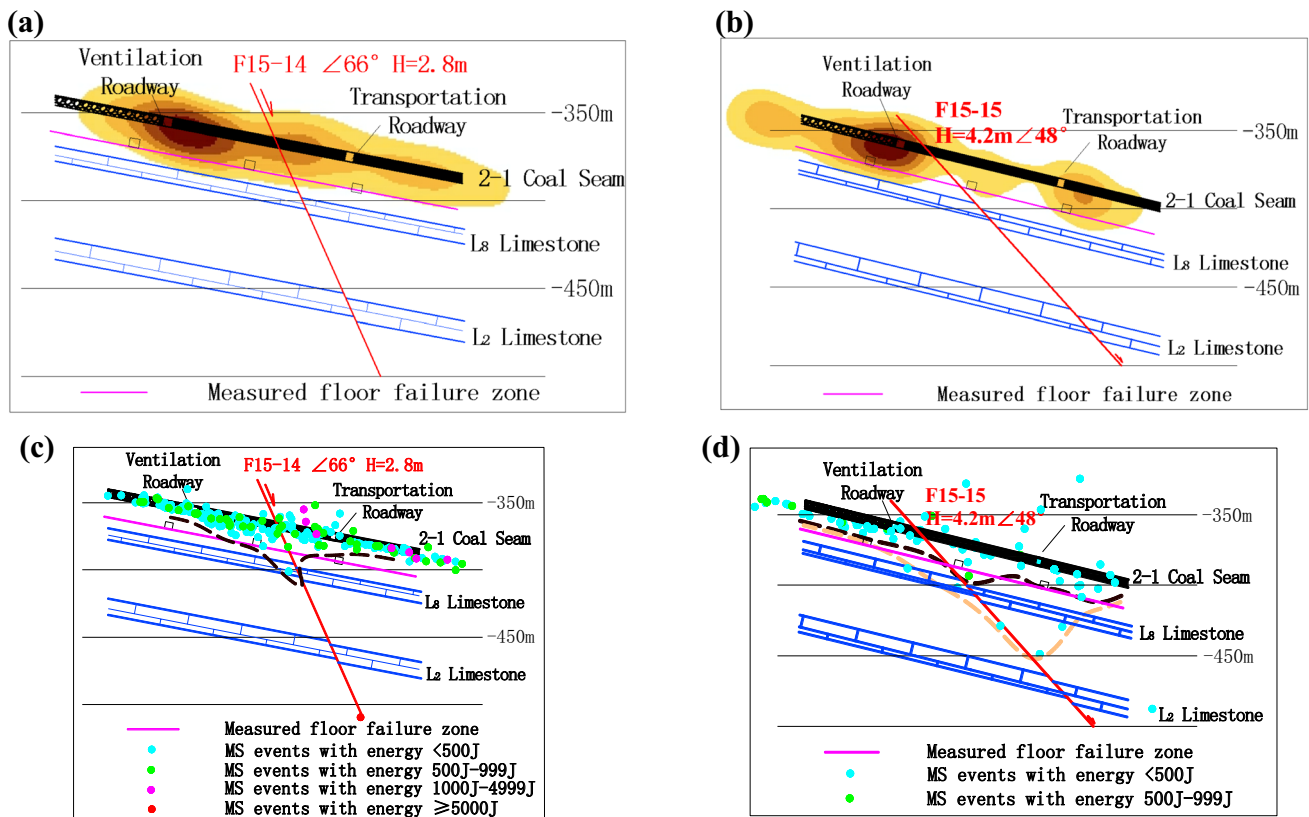 (a)
Ventilation
Roadway
F15-14 ∠66° H=2.8m
Transportation
Roadway
-350m
2-1 Coal Seam
L8 Limestone
-450m
L2 Limestone
Measured floor failure zone
(b)
Ventilation
Roadway
F15-15
H=4.2m∠48°
Transportation
Roadway
-350m
2-1 Coal Seam
L8 Limestone
-450m
L2 Limestone
Measured floor failure zone
(c)
Ventilation
Roadway
F15-14 ∠66° H=2.8m
Transportation
Roadway
-350m
2-1 Coal Seam
L8 Limestone
-450m
L2 Limestone
Measured floor failure zone
MS events with energy <500J
MS events with energy 500J-999J
MS events with energy 1000J-4999J
MS events with energy ≥5000J
(d)
Ventilation
Roadway
F15-15
H=4.2m∠48°
Transportation
Roadway
-350m
2-1 Coal Seam
L8 Limestone
-450m
L2 Limestone
Measured floor failure zone
MS events with energy <500J
MS events with energy 500J-999J